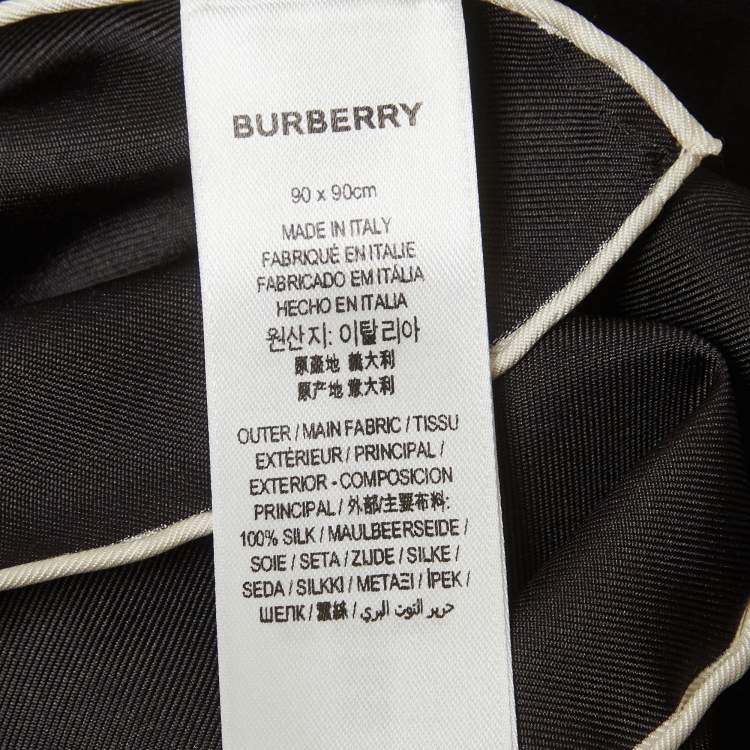 BURBERRY
90 x 90cm
MADE IN ITALY
FABRIQUÉ EN ITALIE
FABRICADO EM ITÁLIA
HECHO EN ITALIA
원산지: 이탈리아
原產地 義大利
原产地 意大利
OUTER / MAIN FABRIC / TISSU
EXTÉRIEUR / PRINCIPAL /
EXTERIOR - COMPOSICION
PRINCIPAL / 外部/主要布料:
100% SILK / MAULBEERSEIDE /
SOIE / SETA / ZIJDE / SILKE /
SEDA / SILKKI / ΜΕΤΑΞΙ / İPEK /
ШЕЛК / 蠶絲 / حرير التوت البري